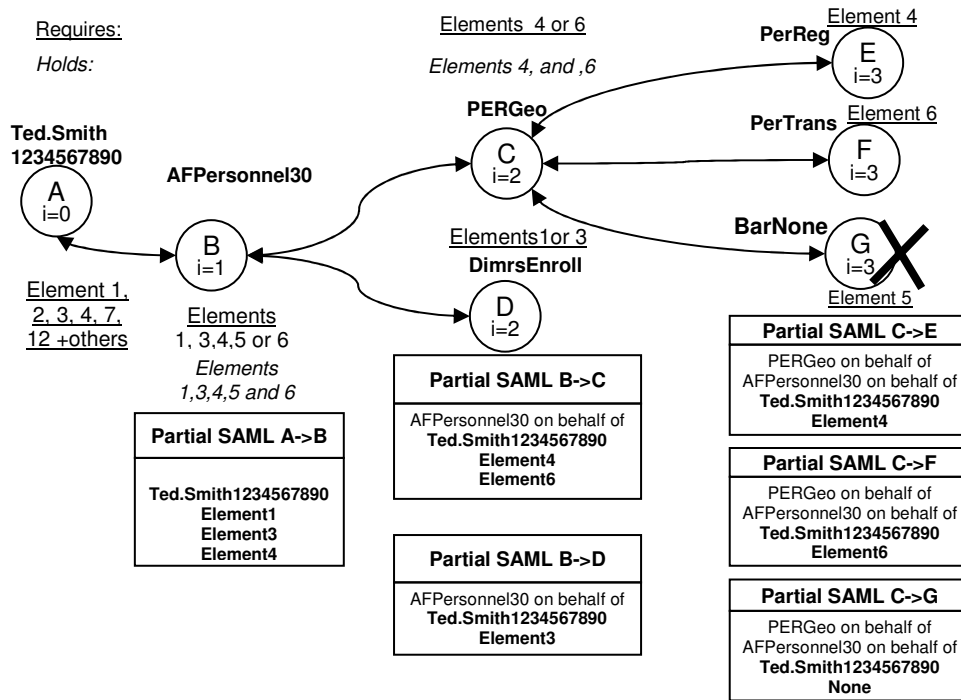 Requires:
Holds:
Elements 4 or 6
Elements 4, and ,6
Element 4
PerReg
E
i=3
PERGeo
C
i=2
PerTrans
Element 6
F
i=3
Ted.Smith
1234567890
A
i=0
AFPersonnel30
B
i=1
Elements1or 3
DimrsEnroll
D
i=2
BarNone
G
i=3
Element 5
Element 1,
2, 3, 4, 7,
12 +others
Elements
1, 3,4,5 or 6
Elements
1,3,4,5 and 6
Partial SAML A->B
Ted.Smith1234567890
Element1
Element3
Element4
Partial SAML B->C
AFPersonnel30 on behalf of
Ted.Smith1234567890
Element4
Element6
Partial SAML B->D
AFPersonnel30 on behalf of
Ted.Smith1234567890
Element3
Partial SAML C->E
PERGeo on behalf of
AFPersonnel30 on behalf of
Ted.Smith1234567890
Element4
Partial SAML C->F
PERGeo on behalf of
AFPersonnel30 on behalf of
Ted.Smith1234567890
Element6
Partial SAML C->G
PERGeo on behalf of
AFPersonnel30 on behalf of
Ted.Smith1234567890
None